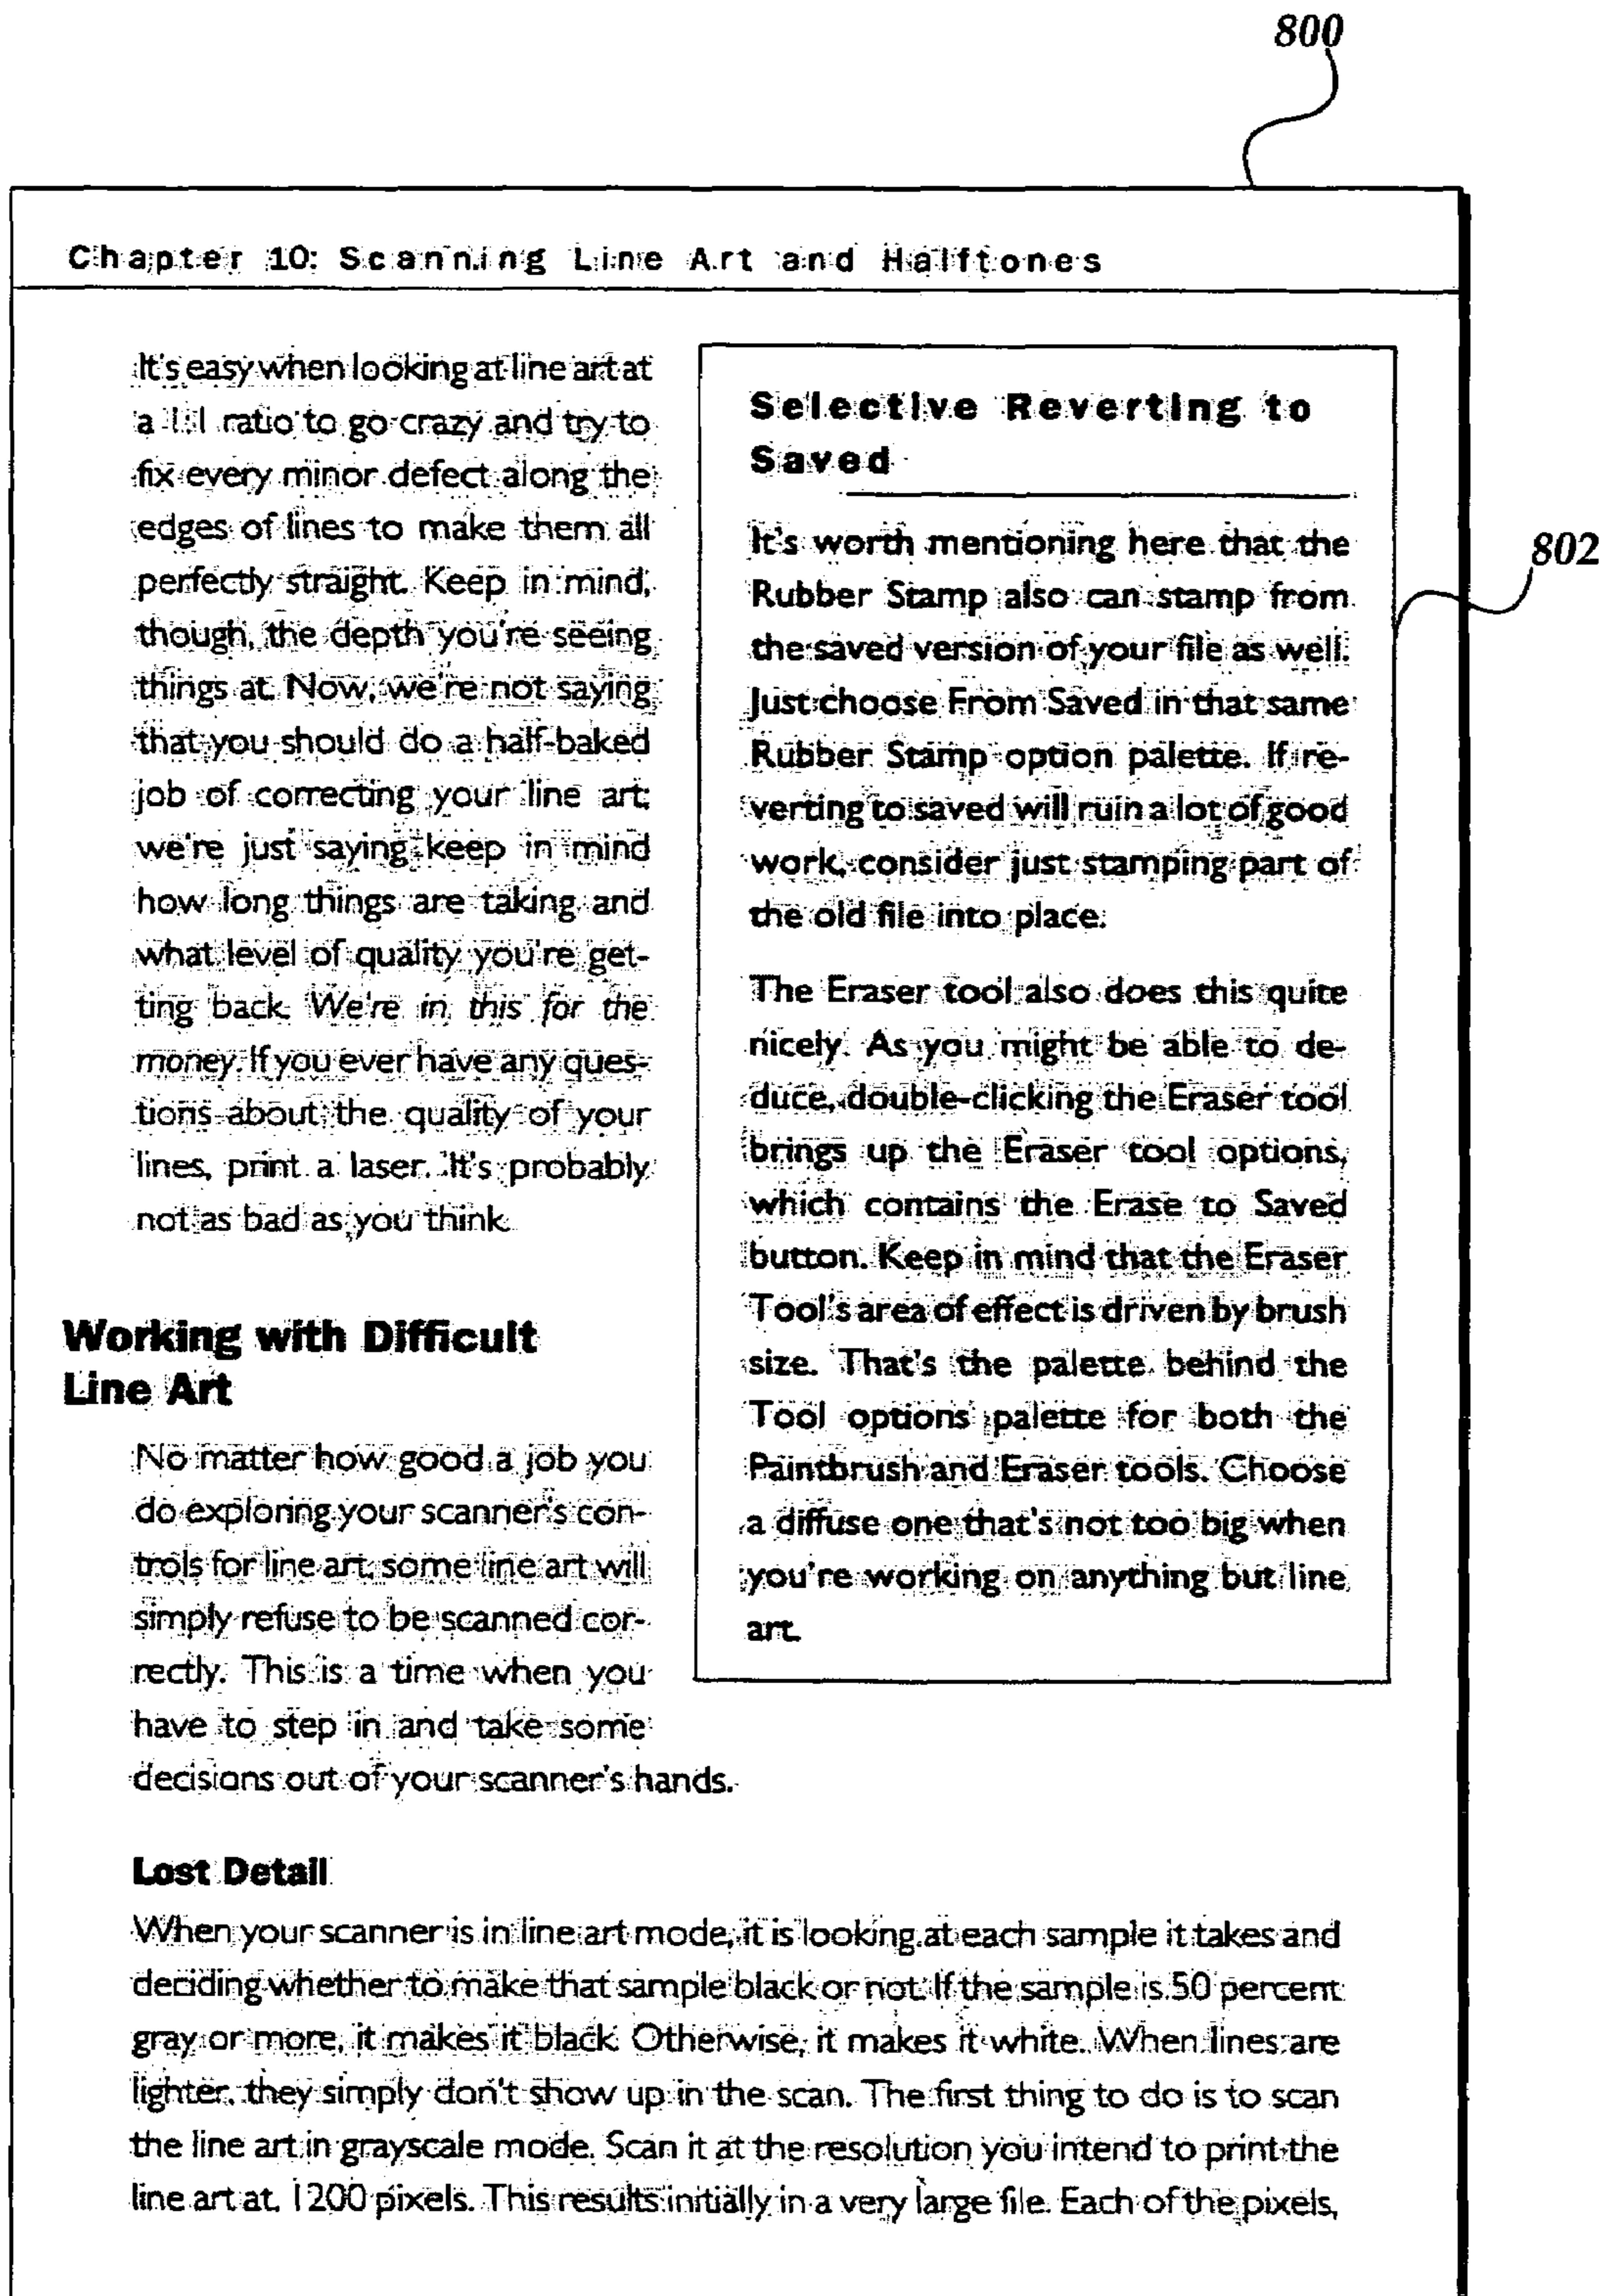 800
Chapter 10: Scanning Line Art and Halftones
It's easy when looking at line art at
a 1:1 ratio to go crazy and try to
fix every minor defect along the
edges of lines to make them all
perfectly straight. Keep in mind,
though, the depth you're seeing
things at. Now, we're not saying
that you should do a half-baked
job of correcting your line art;
we're just saying keep in mind
how long things are taking and
what level of quality you're get-
ting back. We're in this for the
money. If you ever have any ques-
tions about the quality of your
lines, print a laser. It's probably
not as bad as you think.
Working with Difficult
Line Art
No matter how good a job you
do exploring your scanner's con-
trols for line art, some line art will
simply refuse to be scanned cor-
rectly. This is a time when you
have to step in and take some
decisions out of your scanner's hands.
Selective Reverting to
Saved
It's worth mentioning here that the
Rubber Stamp also can stamp from
the saved version of your file as well.
Just choose From Saved in that same
Rubber Stamp option palette. If re-
verting to saved will ruin a lot of good
work, consider just stamping part of
the old file into place.
The Eraser tool also does this quite
nicely. As you might be able to de-
duce, double-clicking the Eraser tool
brings up the Eraser tool options,
which contains the Erase to Saved
button. Keep in mind that the Eraser
Tool's area of effect is driven by brush
size. That's the palette behind the
Tool options palette for both the
Paintbrush and Eraser tools. Choose
a diffuse one that's not too big when
you're working on anything but line
art.
802
Lost Detail
When your scanner is in line art mode, it is looking at each sample it takes and
deciding whether to make that sample black or not. If the sample is 50 percent
gray or more, it makes it black. Otherwise, it makes it white. When lines are
lighter, they simply don't show up in the scan. The first thing to do is to scan
the line art in grayscale mode. Scan it at the resolution you intend to print the
line art at. 1200 pixels. This results initially in a very large file. Each of the pixels,